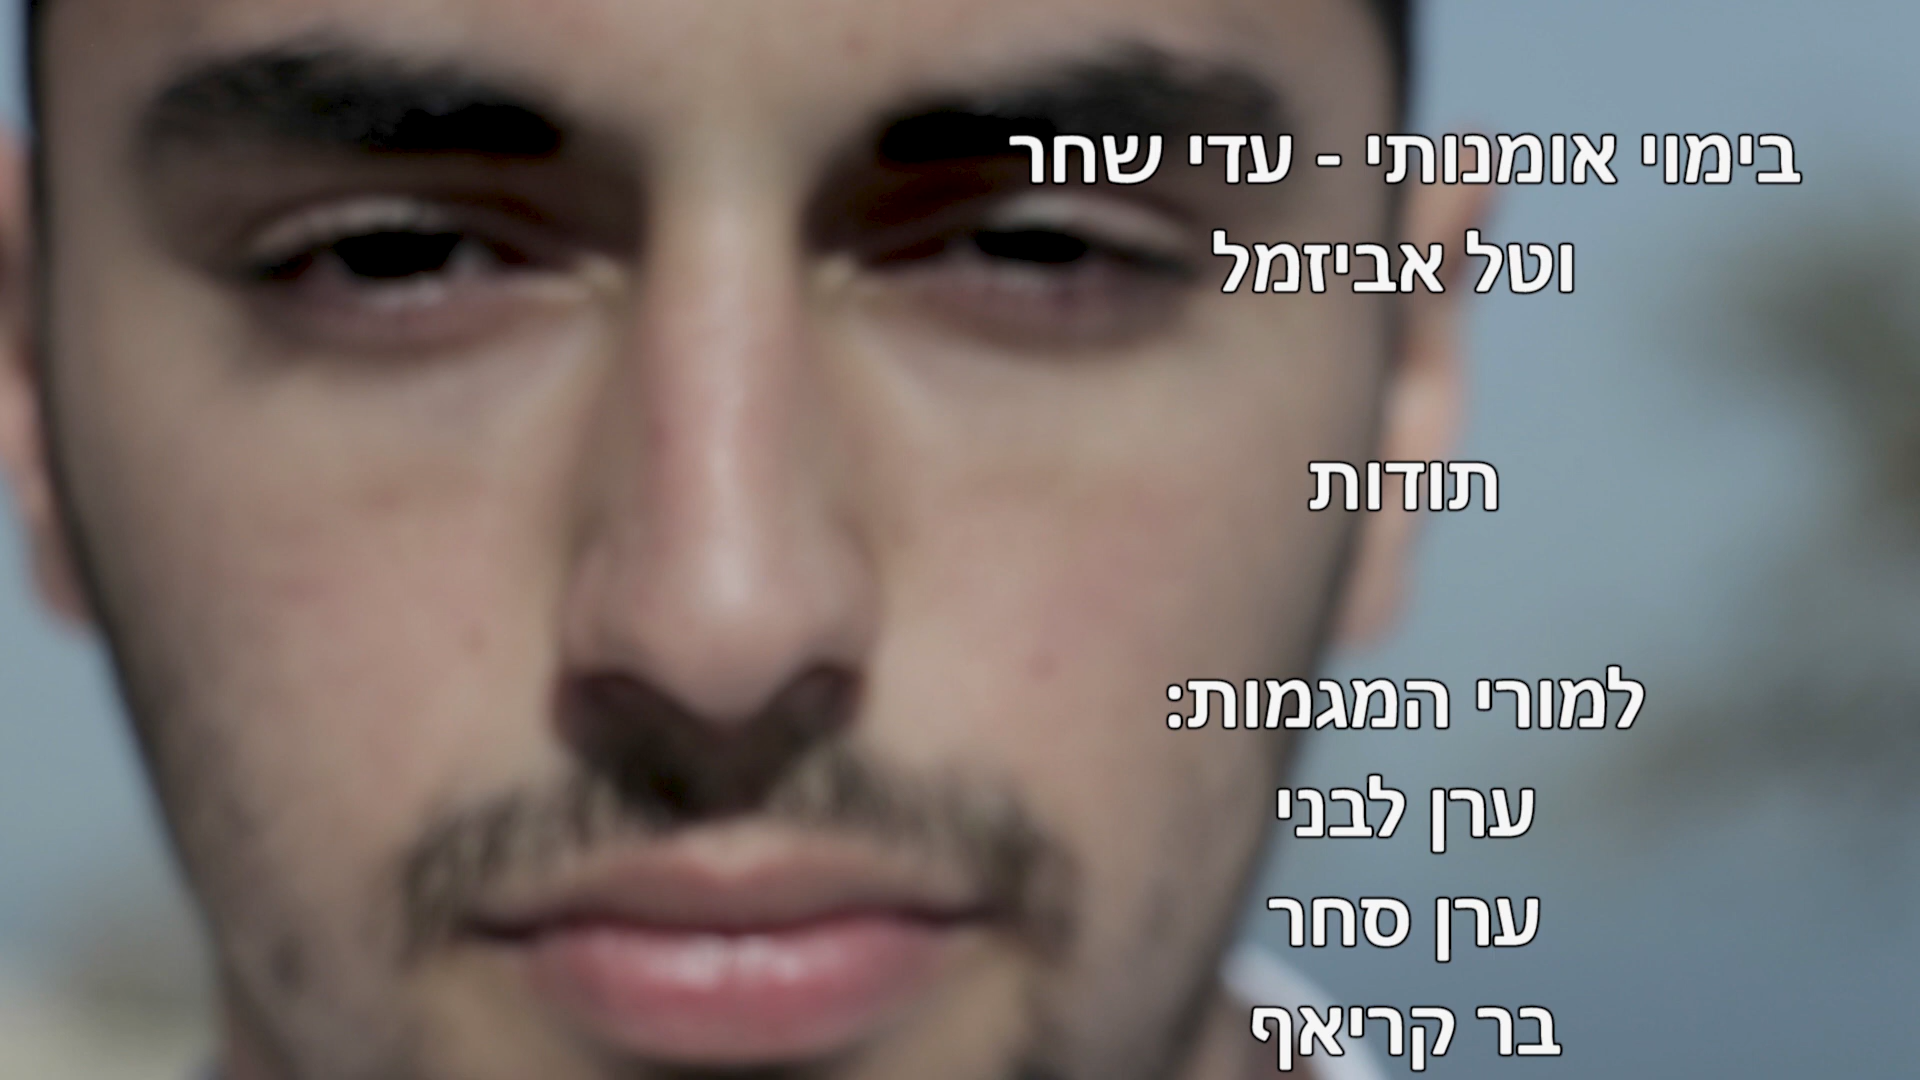 בימוי אומנותי - עדי שחר
וטל אביזמל
תודות
למורי המגמות:
ערן לבני
ערן סחר
בר קריאף